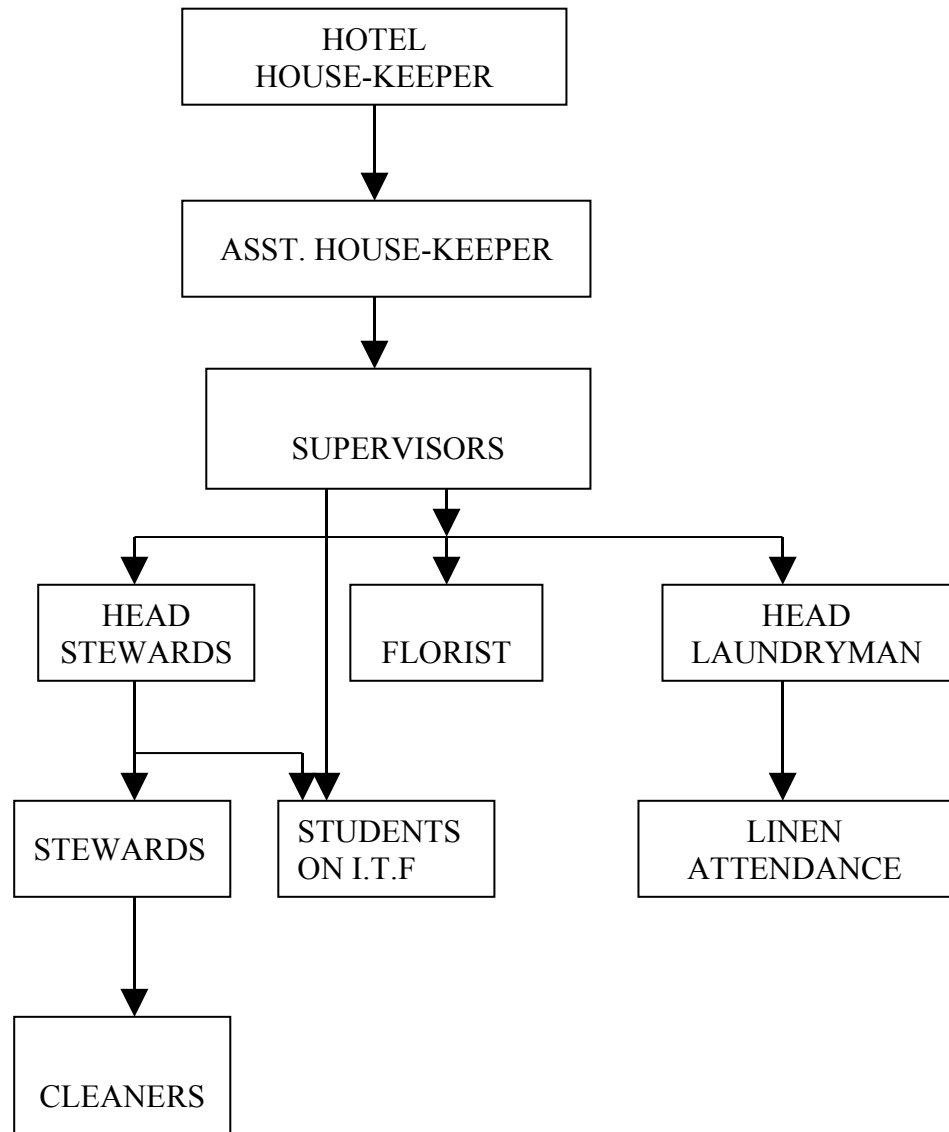 HOTEL
HOUSE-KEEPER
ASST. HOUSE-KEEPER
SUPERVISORS
HEAD
STEWARDS
FLORIST
HEAD
LAUNDRYMAN
STEWARDS
STUDENTS
ON I.T.F
LINEN
ATTENDANCE
CLEANERS